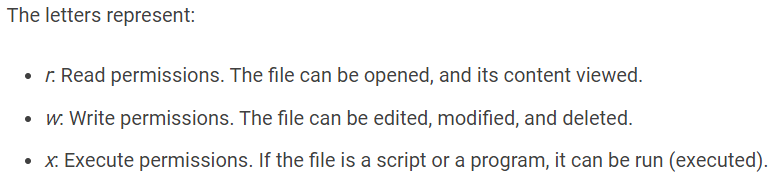 The letters represent:
• r: Read permissions. The file can be opened, and its content viewed.
• w: Write permissions. The file can be edited, modified, and deleted.
• x: Execute permissions. If the file is a script or a program, it can be run (executed).